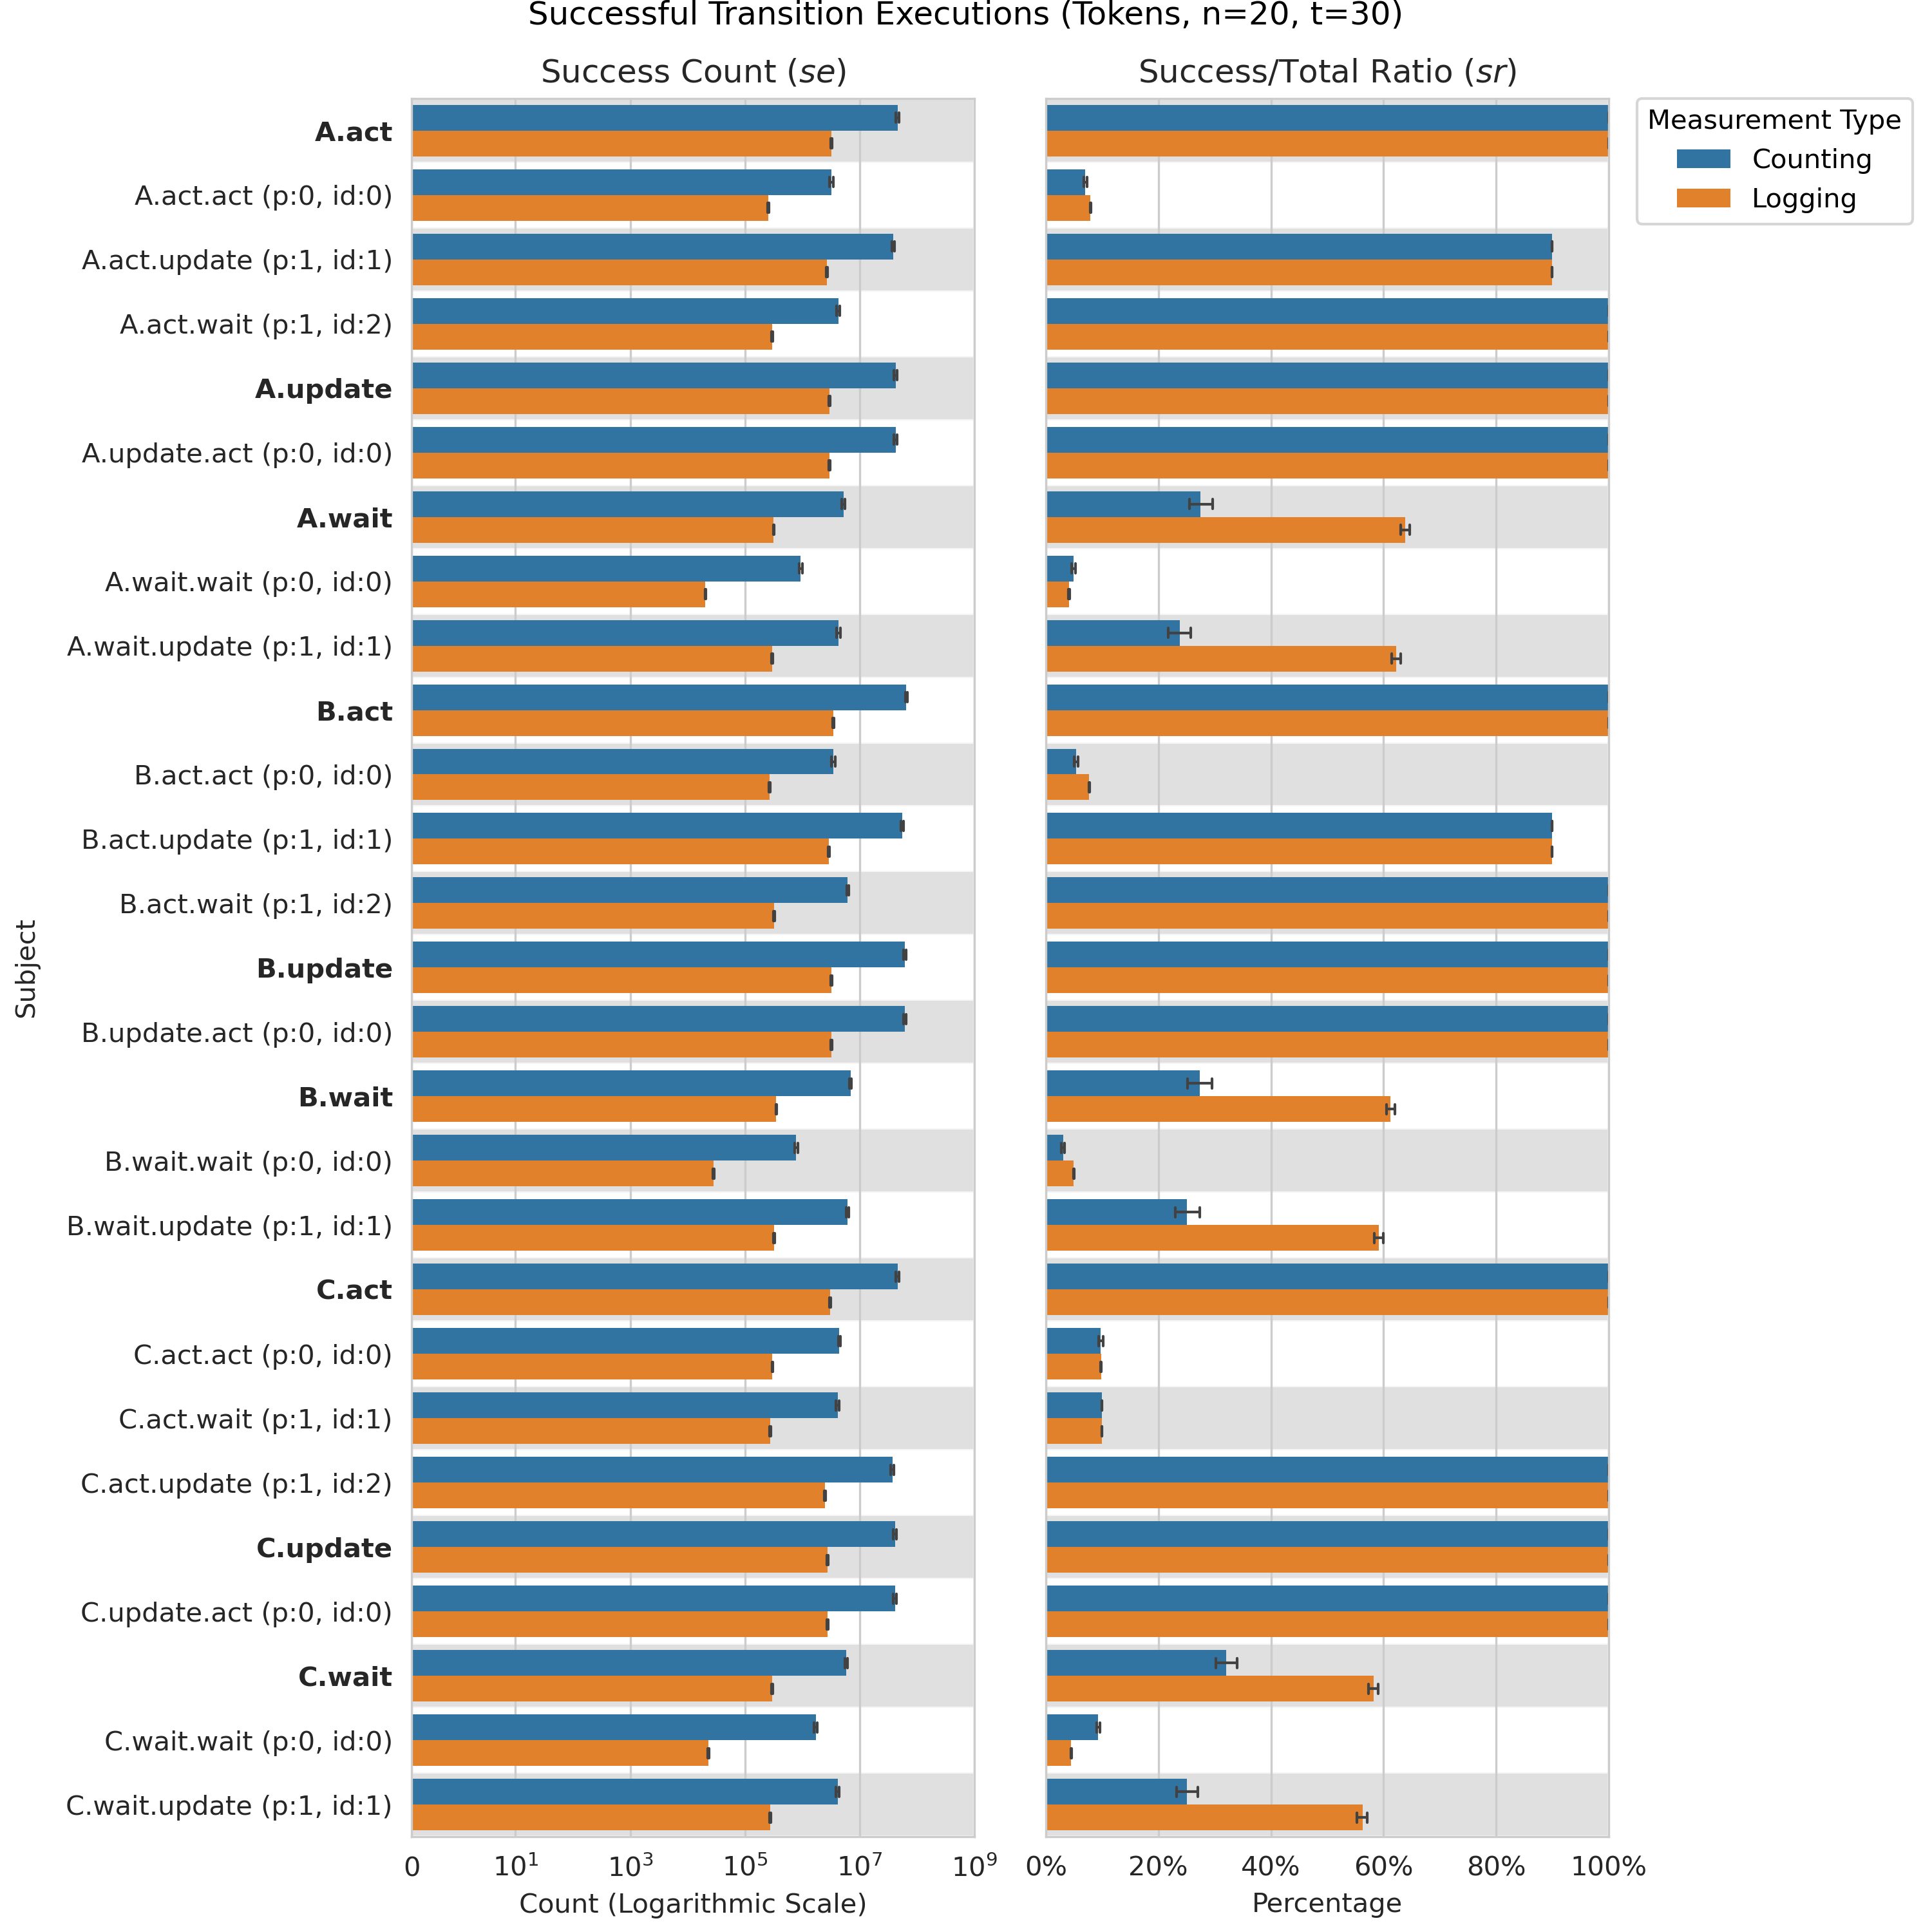 Successful Transition Executions (Tokens, n=20, t=30)
Success Count (se)
Success/Total Ratio (sr)
Measurement Type
Counting
Logging
Subject
A.act
A.act.act (p:0, id:0)
A.act.update (p:1, id:1)
A.act.wait (p:1, id:2)
A.update
A.update.act (p:0, id:0)
A.wait
A.wait.wait (p:0, id:0)
A.wait.update (p:1, id:1)
B.act
B.act.act (p:0, id:0)
B.act.update (p:1, id:1)
B.act.wait (p:1, id:2)
B.update
B.update.act (p:0, id:0)
B.wait
B.wait.wait (p:0, id:0)
B.wait.update (p:1, id:1)
C.act
C.act.act (p:0, id:0)
C.act.wait (p:1, id:1)
C.act.update (p:1, id:2)
C.update
C.update.act (p:0, id:0)
C.wait
C.wait.wait (p:0, id:0)
C.wait.update (p:1, id:1)
0 10¹ 10³ 10⁵ 10⁷ 10⁹
Count (Logarithmic Scale)
0% 20% 40% 60% 80% 100%
Percentage